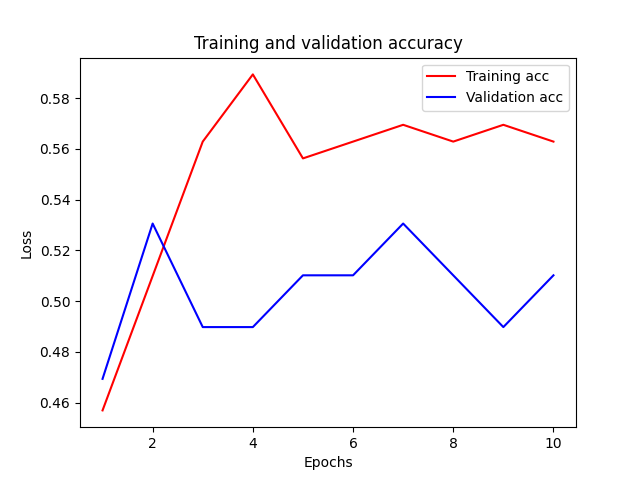 Training and validation accuracy
Training acc
Validation acc
0.58
0.56
0.54
0.52
0.50
0.48
0.46
Loss
2 4 6 8 10
Epochs